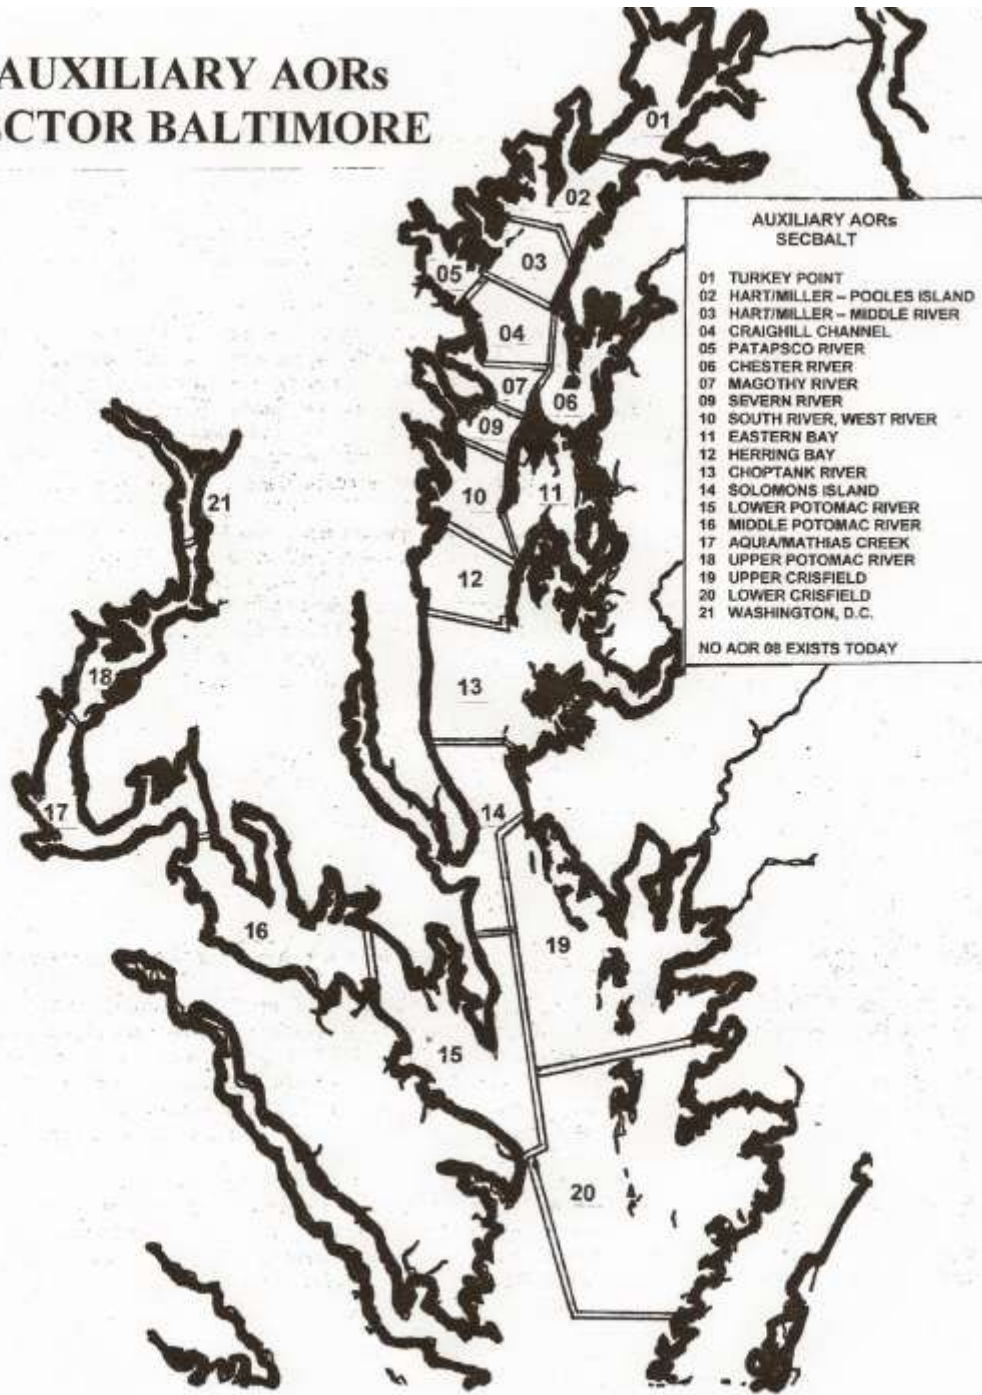 AUXILIARY AORs
ECTOR BALTIMORE
01
02
03
05
04
07
06
09
10
11
12
13
14
21
18
17
16
19
15
20
AUXILIARY AORs
SECBALT
01 TURKEY POINT
02 HART/MILLER – POOLES ISLAND
03 HART/MILLER – MIDDLE RIVER
04 CRAIGHILL CHANNEL
05 PATAPSCO RIVER
06 CHESTER RIVER
07 MAGOTHY RIVER
09 SEVERN RIVER
10 SOUTH RIVER, WEST RIVER
11 EASTERN BAY
12 HERRING BAY
13 CHOPTANK RIVER
14 SOLOMONS ISLAND
15 LOWER POTOMAC RIVER
16 MIDDLE POTOMAC RIVER
17 AQUIA/MATHIAS CREEK
18 UPPER POTOMAC RIVER
19 UPPER CRISFIELD
20 LOWER CRISFIELD
21 WASHINGTON, D.C.
NO AOR 08 EXISTS TODAY